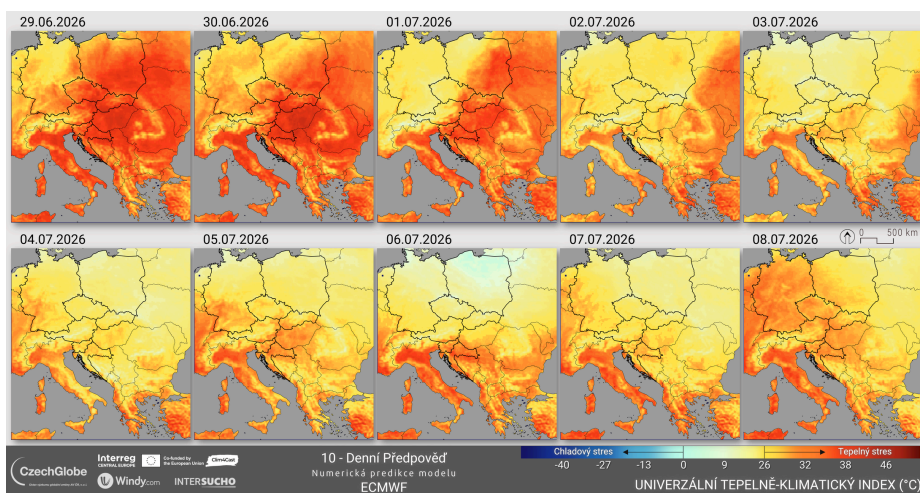 29.06.2026 30.06.2026 01.07.2026 02.07.2026 03.07.2026
04.07.2026 05.07.2026 06.07.2026 07.07.2026 08.07.2026
0 500 km
CzechGlobe
Interreg
CENTRAL EUROPE
Co-funded by
the European Union
Clim4Cast
Windy.com
INTERSUCHO
10 - Denní Předpověď
Numerická predikce modelu
ECMWF
Chladový stres Tepelný stres
-40 -27 -13 0 9 26 32 38 46
UNIVERZÁLNÍ TEPELNĚ-KLIMATICKÝ INDEX (°C)